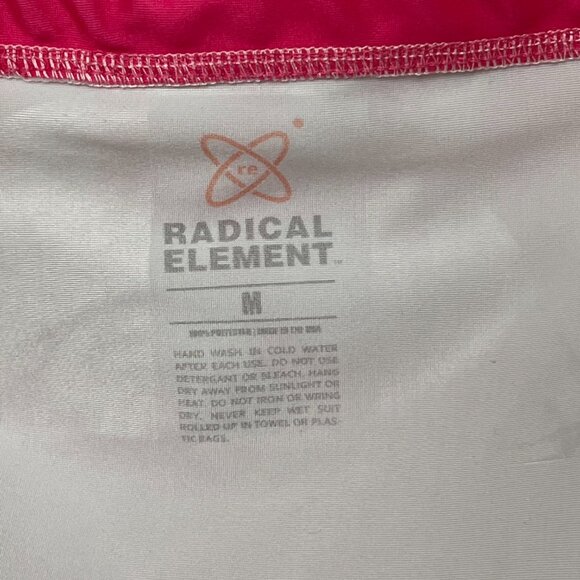 re
RADICAL
ELEMENT™
M
100% POLYESTER | MADE IN THE USA
HAND WASH IN COLD WATER
AFTER EACH USE. DO NOT USE
DETERGENT OR BLEACH. HANG
DRY AWAY FROM SUNLIGHT OR
HEAT. DO NOT IRON OR WRING
DRY. NEVER KEEP WET SUIT
ROLLED UP IN TOWEL OR PLAS-
TIC BAGS.